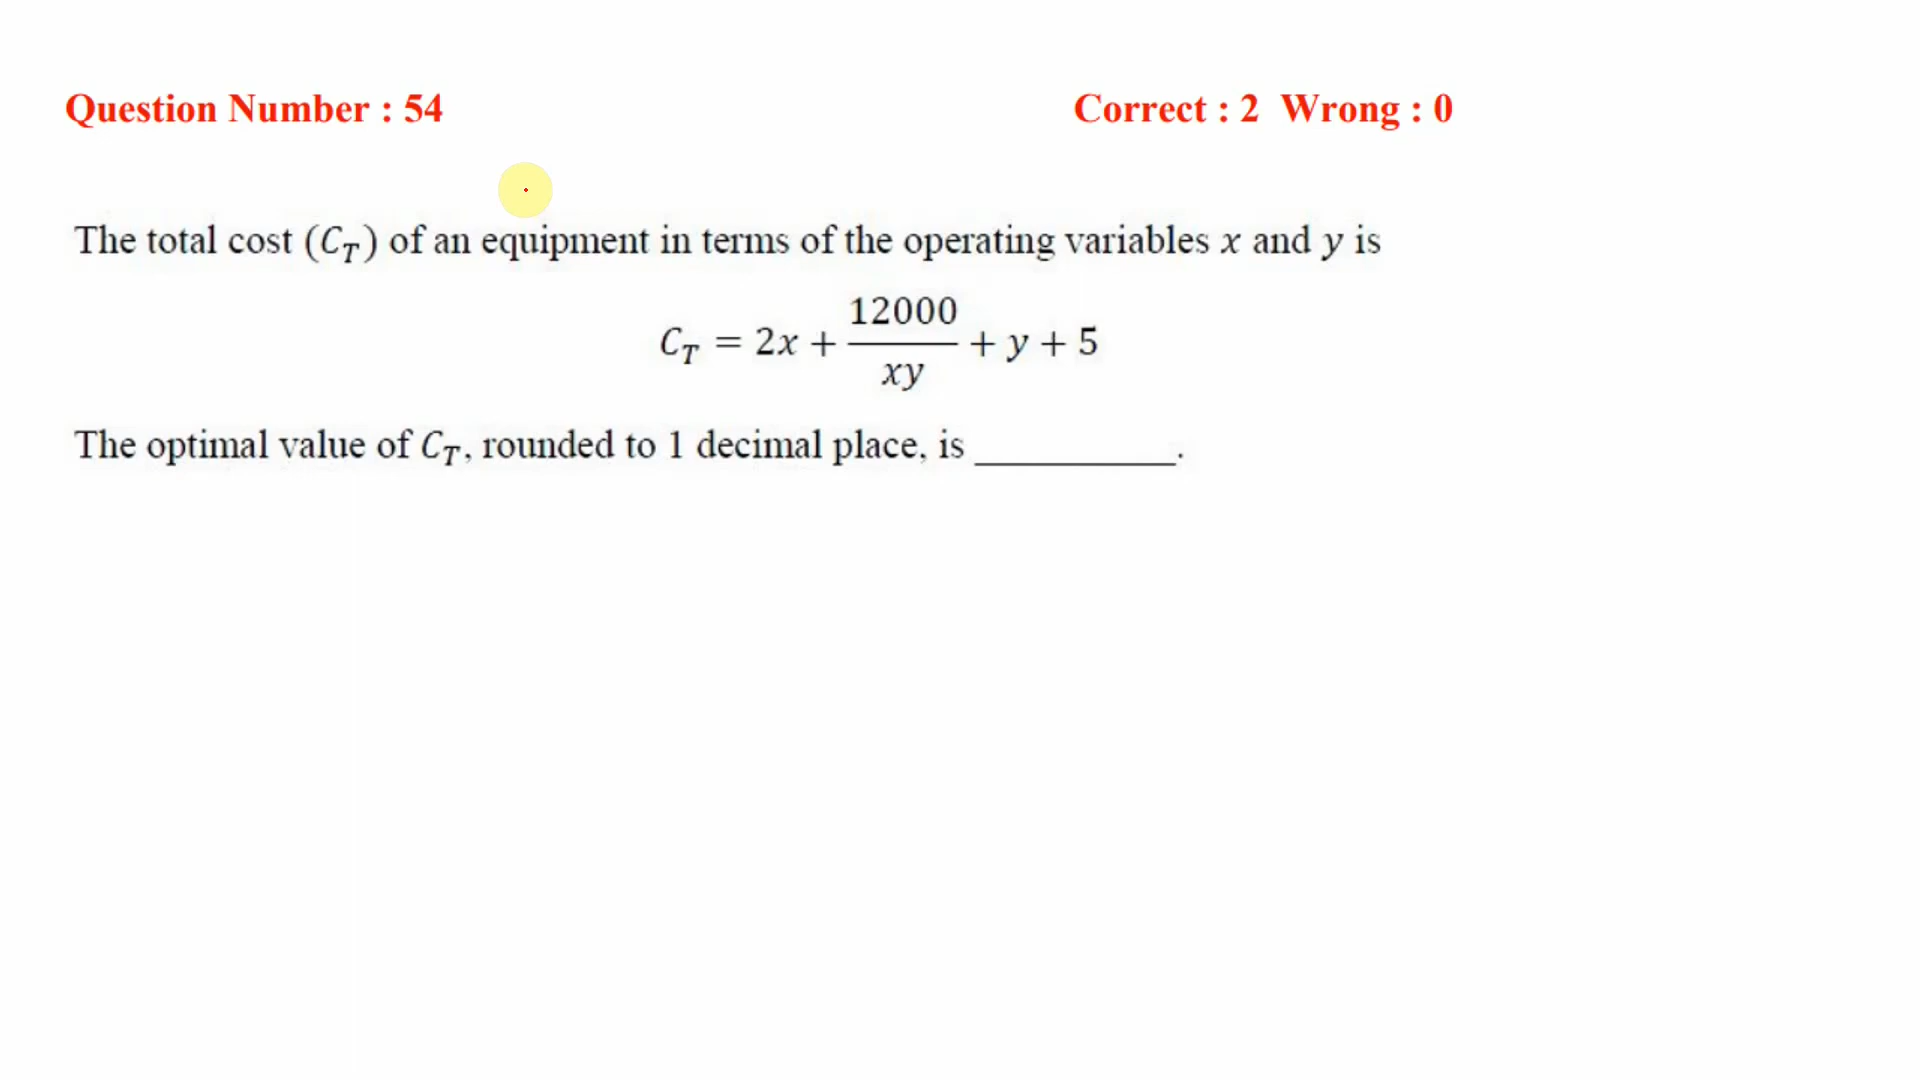 Question Number : 54 Correct : 2 Wrong : 0
The total cost (C_T) of an equipment in terms of the operating variables x and y is
C_T = 2x + 12000/xy + y + 5
The optimal value of C_T, rounded to 1 decimal place, is __________.